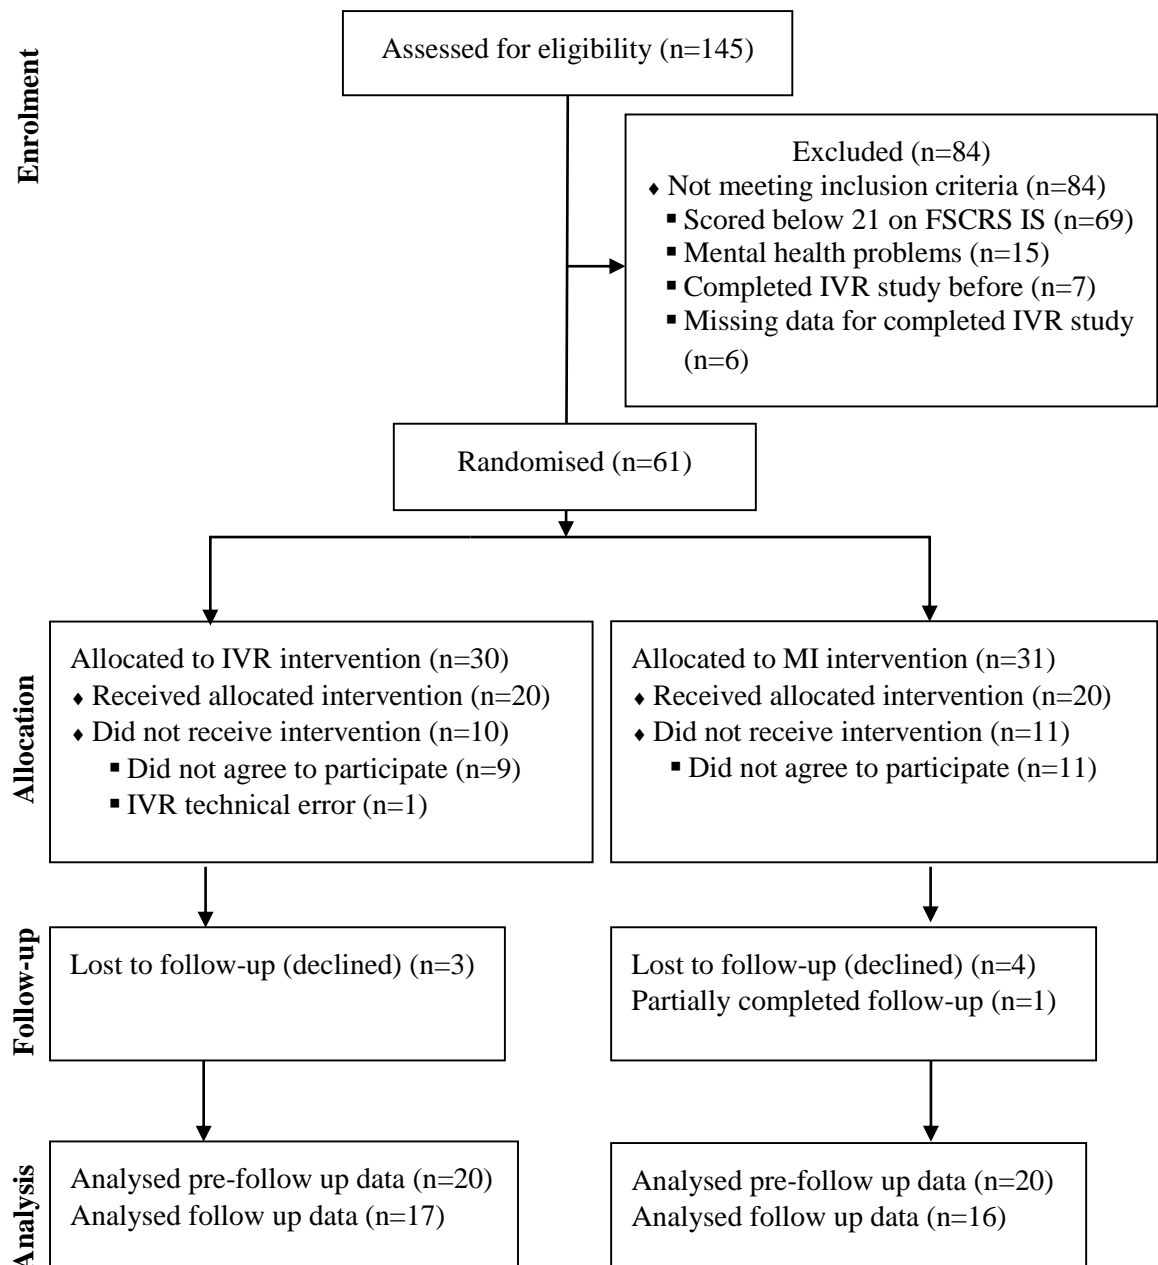 Enrolment
Assessed for eligibility (n=145)
Excluded (n=84)
♦ Not meeting inclusion criteria (n=84)
▪ Scored below 21 on FSCRS IS (n=69)
▪ Mental health problems (n=15)
▪ Completed IVR study before (n=7)
▪ Missing data for completed IVR study
(n=6)
Randomised (n=61)
Allocation
Allocated to IVR intervention (n=30)
♦ Received allocated intervention (n=20)
♦ Did not receive intervention (n=10)
▪ Did not agree to participate (n=9)
▪ IVR technical error (n=1)
Allocated to MI intervention (n=31)
♦ Received allocated intervention (n=20)
♦ Did not receive intervention (n=11)
▪ Did not agree to participate (n=11)
Follow-up
Lost to follow-up (declined) (n=3)
Lost to follow-up (declined) (n=4)
Partially completed follow-up (n=1)
Analysis
Analysed pre-follow up data (n=20)
Analysed follow up data (n=17)
Analysed pre-follow up data (n=20)
Analysed follow up data (n=16)